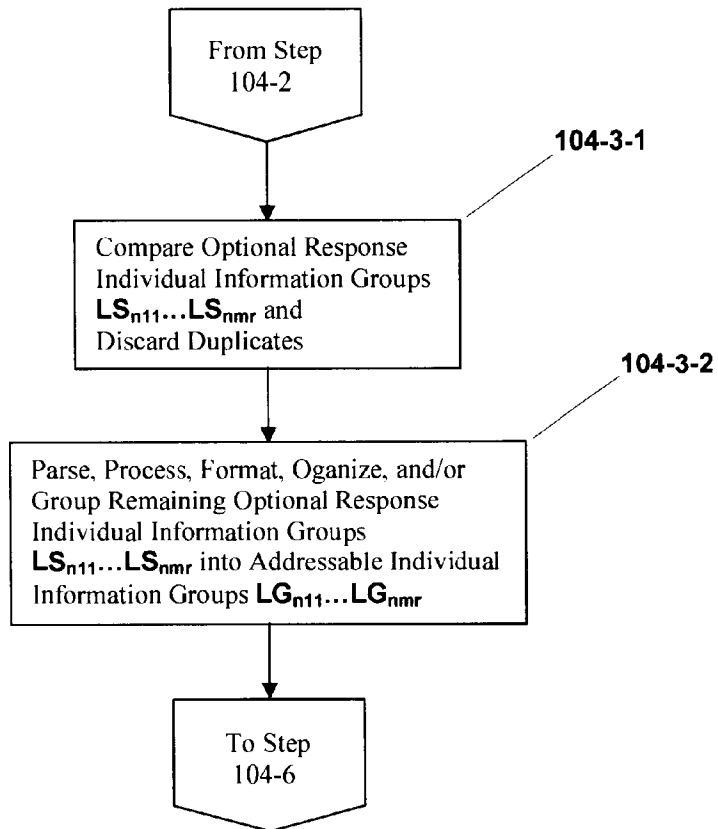 From Step
104-2
104-3-1
Compare Optional Response
Individual Information Groups
LSn11...LSnmr and
Discard Duplicates
104-3-2
Parse, Process, Format, Oganize, and/or
Group Remaining Optional Response
Individual Information Groups
LSn11...LSnmr into Addressable Individual
Information Groups LGn11...LGnmr
To Step
104-6